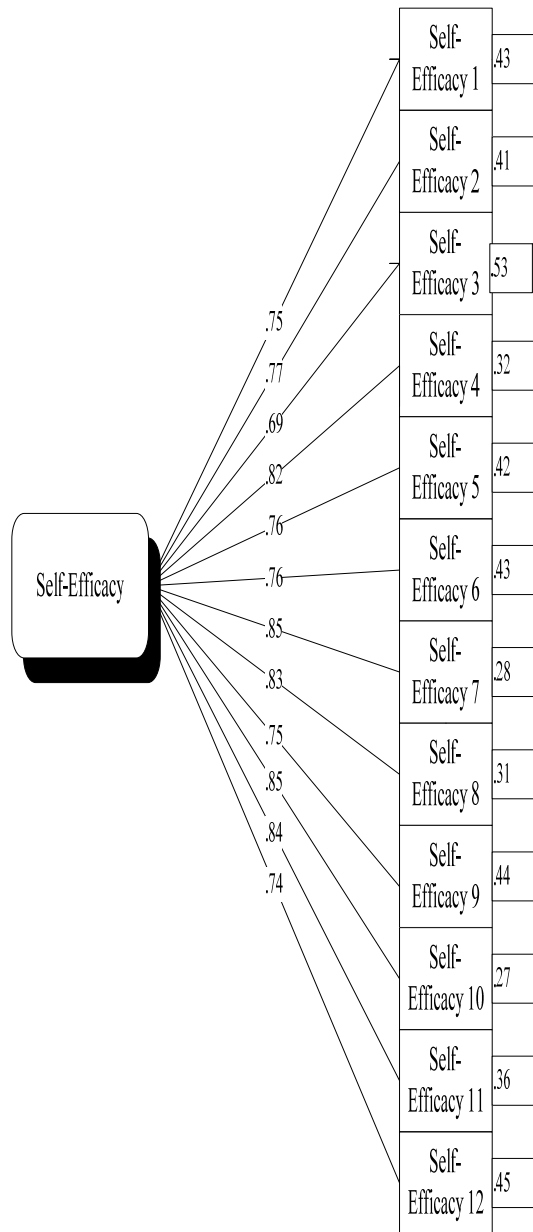 Self-
Efficacy 1
.43
Self-
Efficacy 2
.41
Self-
Efficacy 3
.53
.75
Self-
Efficacy 4
.32
.77
.69
Self-
Efficacy 5
.42
.82
.76
Self-Efficacy
.76
Self-
Efficacy 6
.43
.85
Self-
Efficacy 7
.28
.83
.75
Self-
Efficacy 8
.31
.85
.84
Self-
Efficacy 9
.44
.74
Self-
Efficacy 10
.27
Self-
Efficacy 11
.36
Self-
Efficacy 12
.45